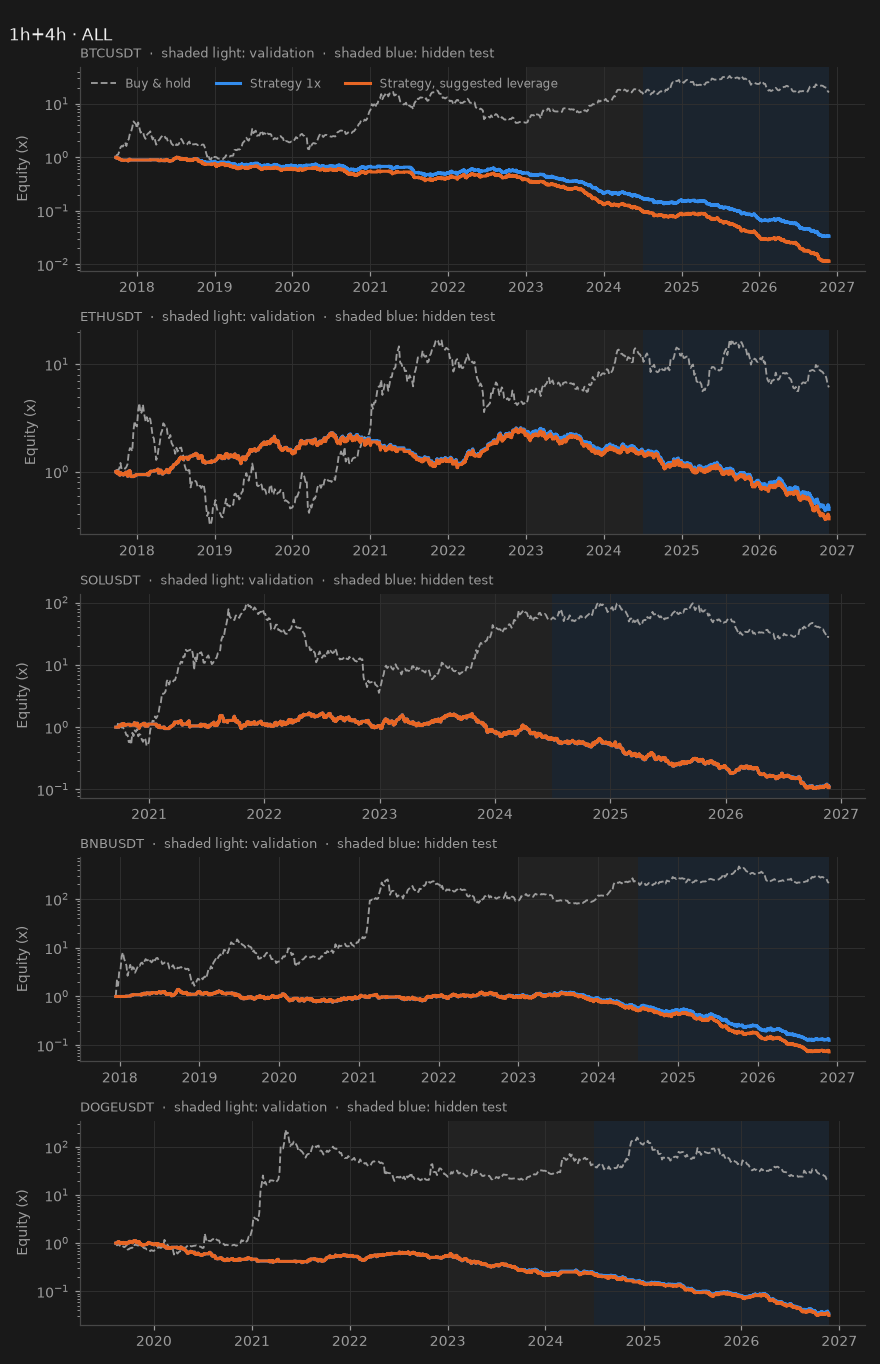 1h+4h · ALL
BTCUSDT · shaded light: validation · shaded blue: hidden test
Buy & hold Strategy 1x Strategy, suggested leverage
Equity (x)
10¹
10⁰
10⁻¹
10⁻²
2018 2019 2020 2021 2022 2023 2024 2025 2026 2027
ETHUSDT · shaded light: validation · shaded blue: hidden test
Equity (x)
10¹
10⁰
2018 2019 2020 2021 2022 2023 2024 2025 2026 2027
SOLUSDT · shaded light: validation · shaded blue: hidden test
Equity (x)
10²
10¹
10⁰
10⁻¹
2021 2022 2023 2024 2025 2026 2027
BNBUSDT · shaded light: validation · shaded blue: hidden test
Equity (x)
10²
10¹
10⁰
10⁻¹
2018 2019 2020 2021 2022 2023 2024 2025 2026 2027
DOGEUSDT · shaded light: validation · shaded blue: hidden test
Equity (x)
10²
10¹
10⁰
10⁻¹
2020 2021 2022 2023 2024 2025 2026 2027